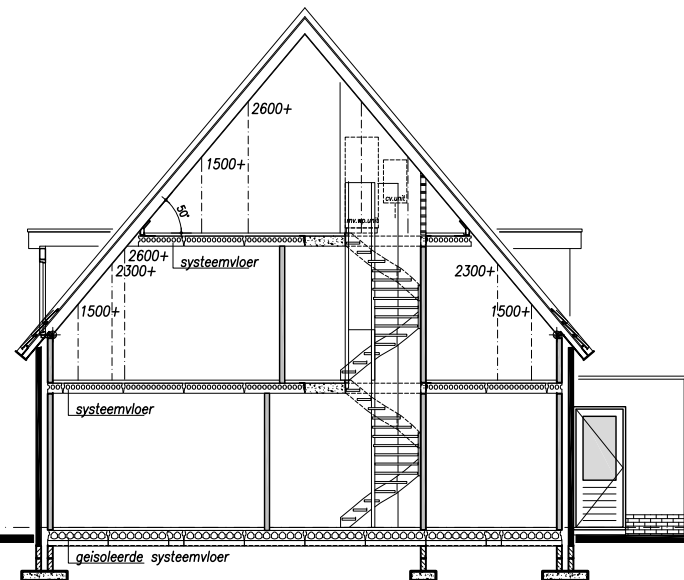 2600+
1500+
50°
cv.unit
mv.wp.unit
2600+
systeemvloer
2300+
2300+
1500+
1500+
systeemvloer
geisoleerde systeemvloer